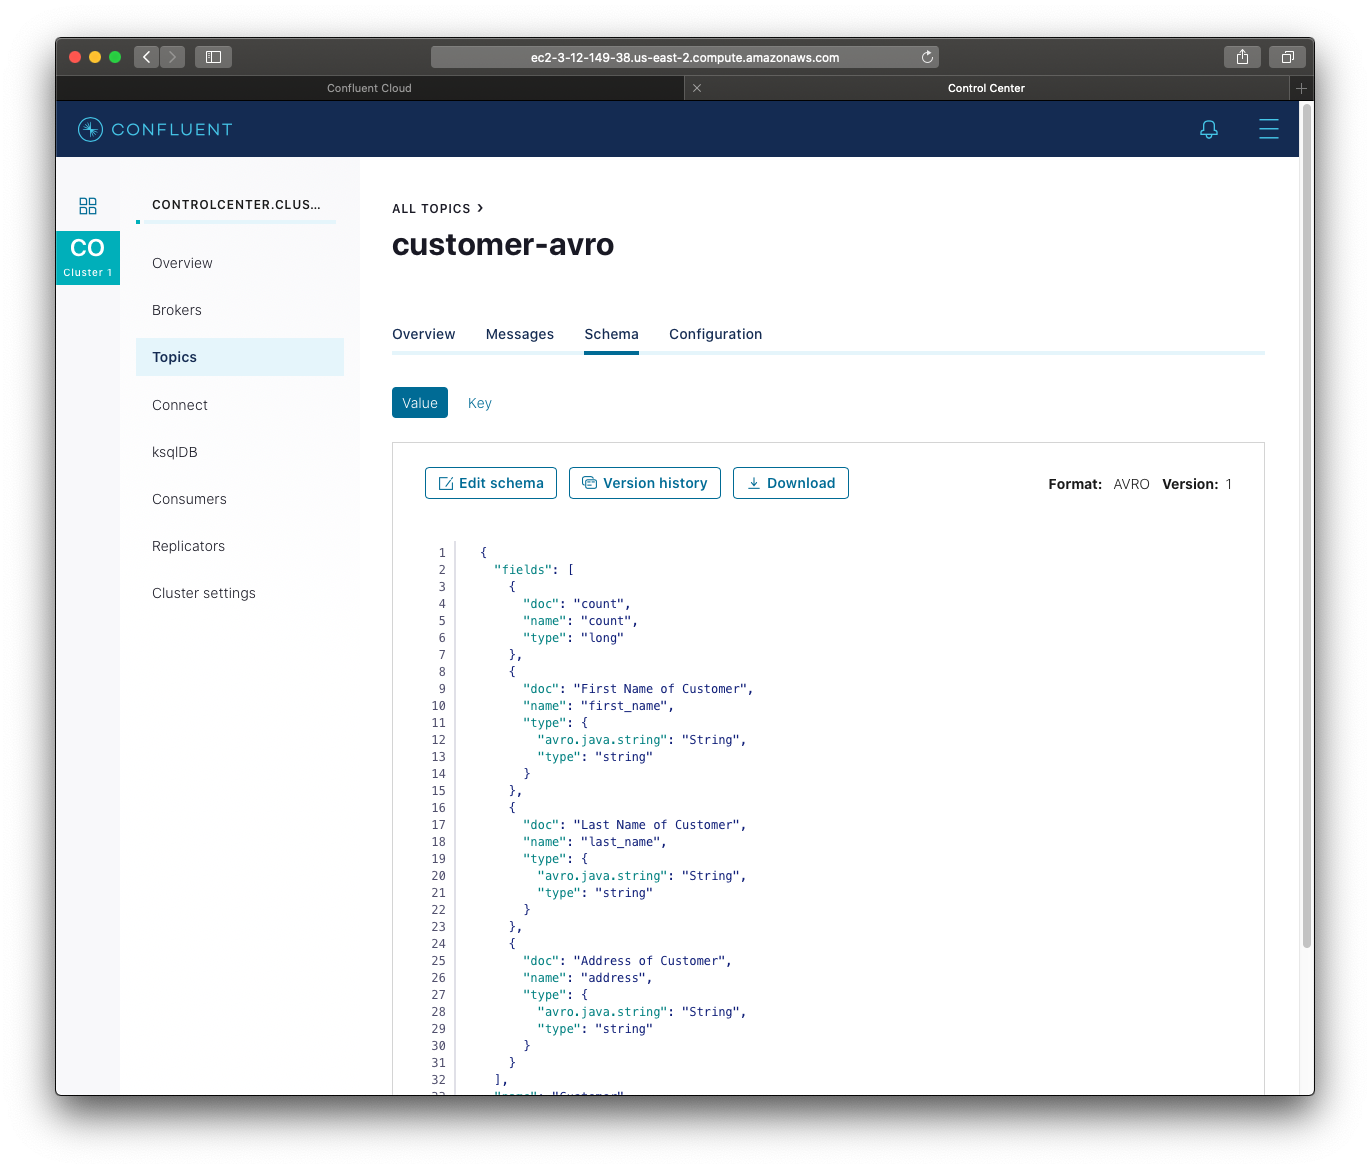 ec2-3-12-149-38.us-east-2.compute.amazonaws.com
Confluent Cloud
Control Center
CONFLUENT
CONTROLCENTER.CLUS...
CO
Cluster 1
Overview
Brokers
Topics
Connect
ksqlDB
Consumers
Replicators
Cluster settings
ALL TOPICS >
customer-avro
Overview Messages Schema Configuration
Value Key
Edit schema Version history Download Format: AVRO Version: 1
1 {
2 "fields": [
3 {
4 "doc": "count",
5 "name": "count",
6 "type": "long"
7 },
8 {
9 "doc": "First Name of Customer",
10 "name": "first_name",
11 "type": {
12 "avro.java.string": "String",
13 "type": "string"
14 }
15 },
16 {
17 "doc": "Last Name of Customer",
18 "name": "last_name",
19 "type": {
20 "avro.java.string": "String",
21 "type": "string"
22 }
23 },
24 {
25 "doc": "Address of Customer",
26 "name": "address",
27 "type": {
28 "avro.java.string": "String",
29 "type": "string"
30 }
31 }
32 ],
33 "name": "Customer"